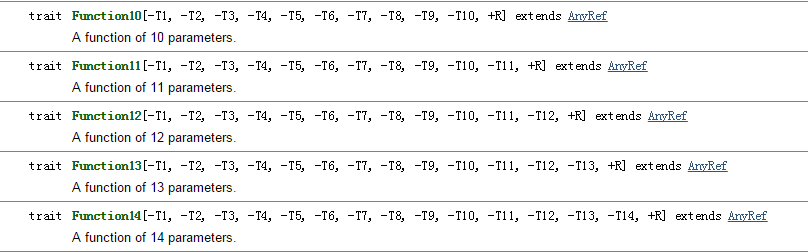 trait Function10[-T1, -T2, -T3, -T4, -T5, -T6, -T7, -T8, -T9, -T10, +R] extends AnyRef
A function of 10 parameters.
trait Function11[-T1, -T2, -T3, -T4, -T5, -T6, -T7, -T8, -T9, -T10, -T11, +R] extends AnyRef
A function of 11 parameters.
trait Function12[-T1, -T2, -T3, -T4, -T5, -T6, -T7, -T8, -T9, -T10, -T11, -T12, +R] extends AnyRef
A function of 12 parameters.
trait Function13[-T1, -T2, -T3, -T4, -T5, -T6, -T7, -T8, -T9, -T10, -T11, -T12, -T13, +R] extends AnyRef
A function of 13 parameters.
trait Function14[-T1, -T2, -T3, -T4, -T5, -T6, -T7, -T8, -T9, -T10, -T11, -T12, -T13, -T14, +R] extends AnyRef
A function of 14 parameters.